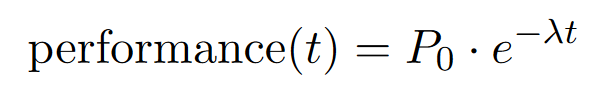 performance(t) = P₀ · e^{−λt}